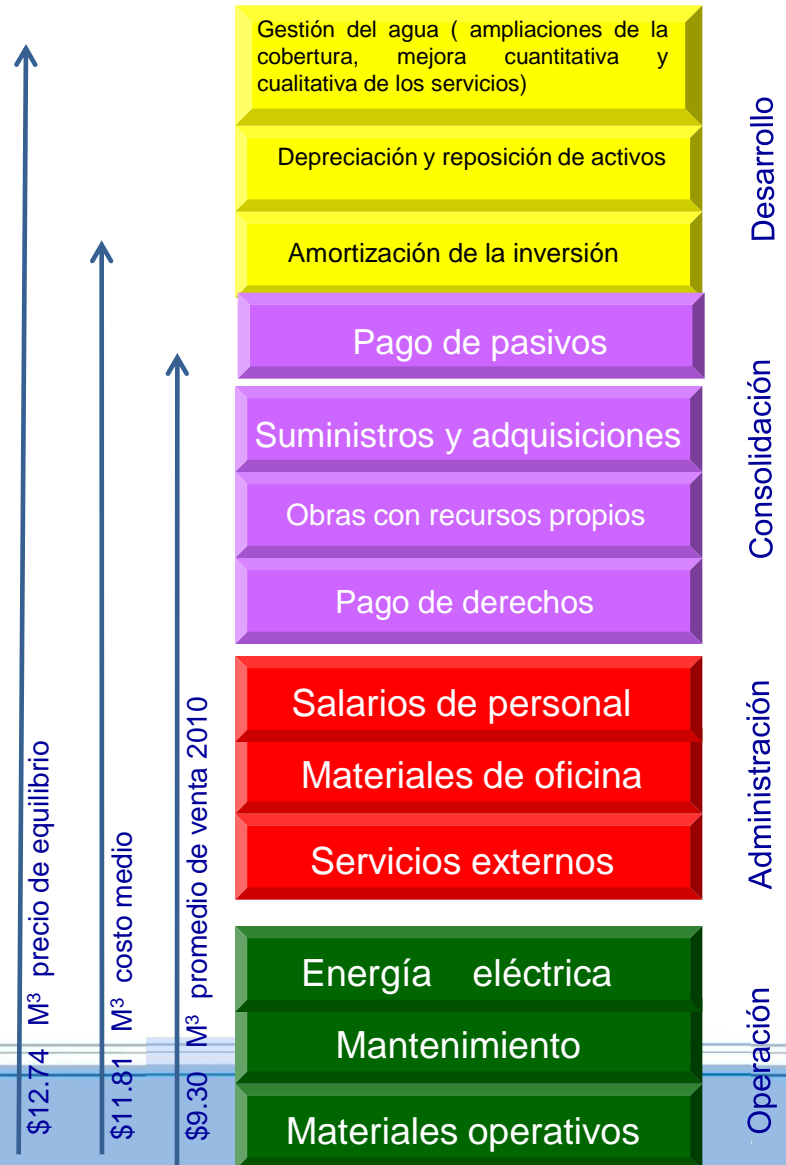 Gestión del agua ( ampliaciones de la
cobertura, mejora cuantitativa y
cualitativa de los servicios)
Depreciación y reposición de activos
Amortización de la inversión
Desarrollo
Pago de pasivos
Suministros y adquisiciones
Obras con recursos propios
Pago de derechos
Consolidación
Salarios de personal
Materiales de oficina
Servicios externos
Administración
Energía eléctrica
Mantenimiento
Materiales operativos
Operación
$12.74 M³ precio de equilibrio
$11.81 M³ costo medio
$9.30 M³ promedio de venta 2010